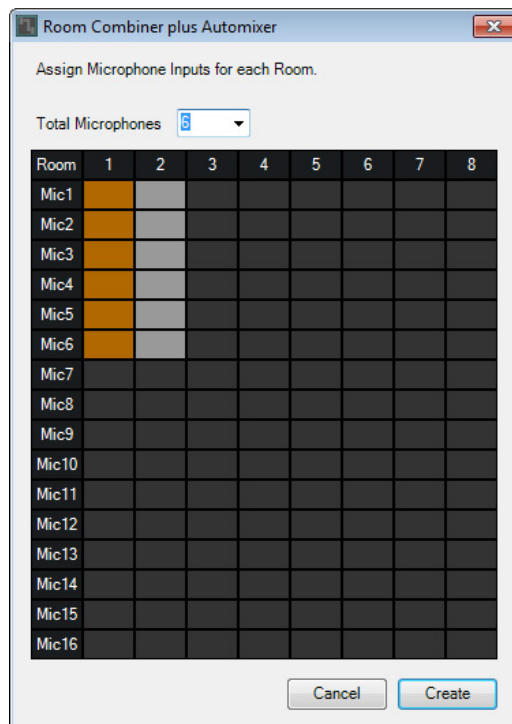 Room Combiner plus Automixer
Assign Microphone Inputs for each Room.
Total Microphones 6
Room 1 2 3 4 5 6 7 8
Mic1
Mic2
Mic3
Mic4
Mic5
Mic6
Mic7
Mic8
Mic9
Mic10
Mic11
Mic12
Mic13
Mic14
Mic15
Mic16
Cancel Create